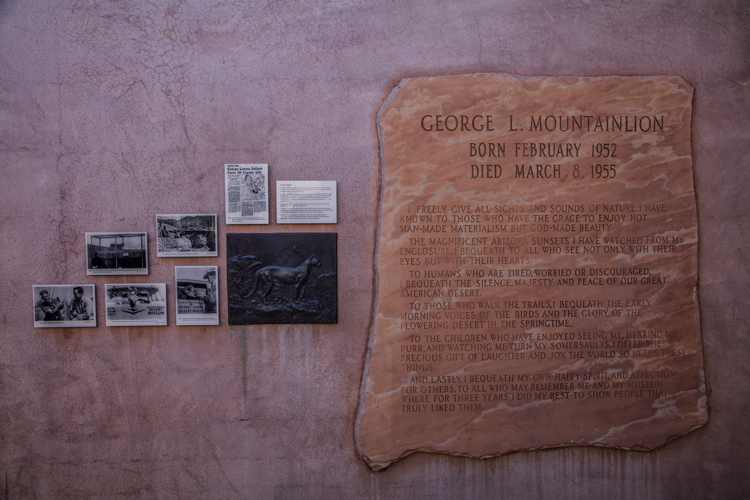 George L. Mountainlion
Born February 1952
Died March 8, 1955
I freely give all sights and sounds of nature I have
known to those who have the grace to enjoy not
man-made materialism but God-made beauty.
The magnificent Arizona sunsets I have watched from my
enclosure, I bequeath to all who see not only with their
eyes but with their hearts.
To humans who are tired, worried or discouraged,
I bequeath the silence, majesty and peace of our great
American desert.
To those who walk the trails, I bequeath the early
morning voices of the birds and the glory of the
flowering desert in the springtime.
To the children who have enjoyed seeing me, hearing me
purr, and watching me turn my somersaults, I offer the
precious gift of laughter and joy. The world so needs these
things.
And lastly, I bequeath my own happy spirit, and affection
for others, to all who may remember me and my museum
where for three years, I did my best to show people that I
truly liked them.